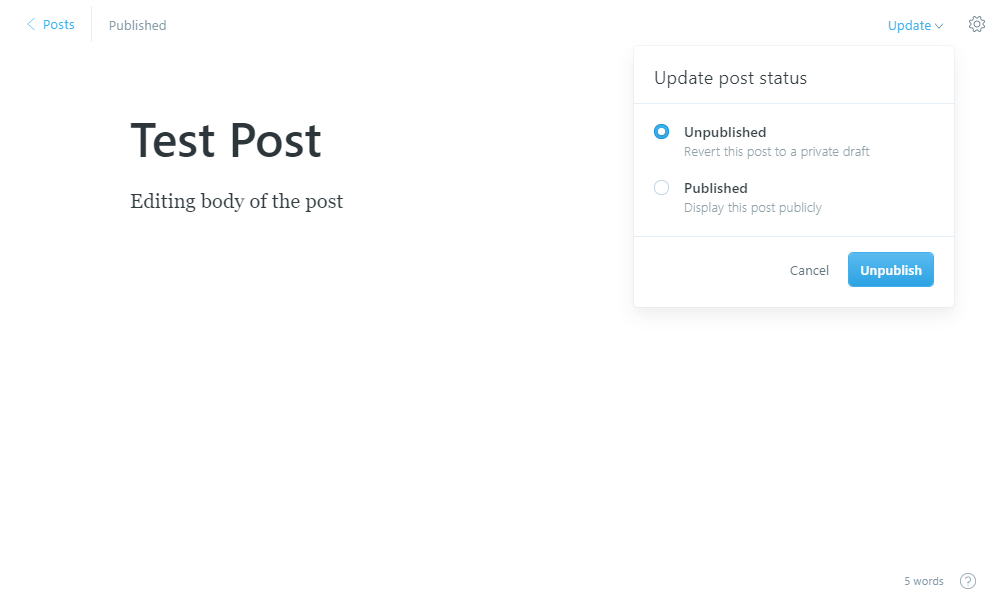 Posts
Published
Update
Update post status
Test Post
Editing body of the post
Unpublished
Revert this post to a private draft
Published
Display this post publicly
Cancel
Unpublish
5 words
?